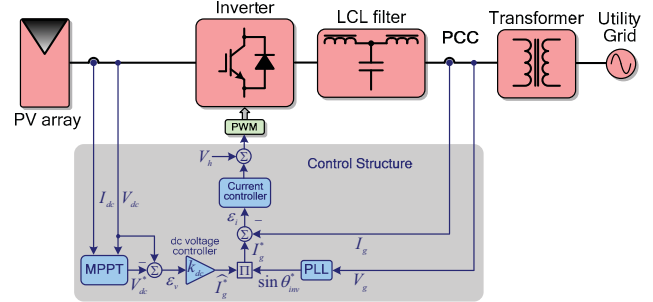 Inverter
LCL filter
PCC
Transformer
Utility
Grid
PV array
PWM
V_h
Σ
Control Structure
Current
controller
I_dc
V_dc
ε_i
−
Σ
I_g^*
I_g
dc voltage
controller
MPPT
−
V_dc^*
Σ
ε_v
k_dc
Î_g^*
Π
sin θ_inv^*
PLL
V_g